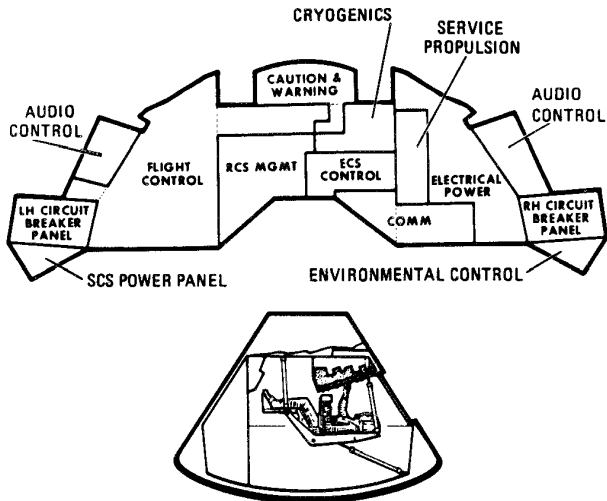 CRYOGENICS
SERVICE
PROPULSION
CAUTION &
WARNING
AUDIO
CONTROL
AUDIO
CONTROL
FLIGHT
CONTROL
RCS MGMT
ECS
CONTROL
ELECTRICAL
POWER
LH CIRCUIT
BREAKER
PANEL
COMM
RH CIRCUIT
BREAKER
PANEL
SCS POWER PANEL
ENVIRONMENTAL CONTROL